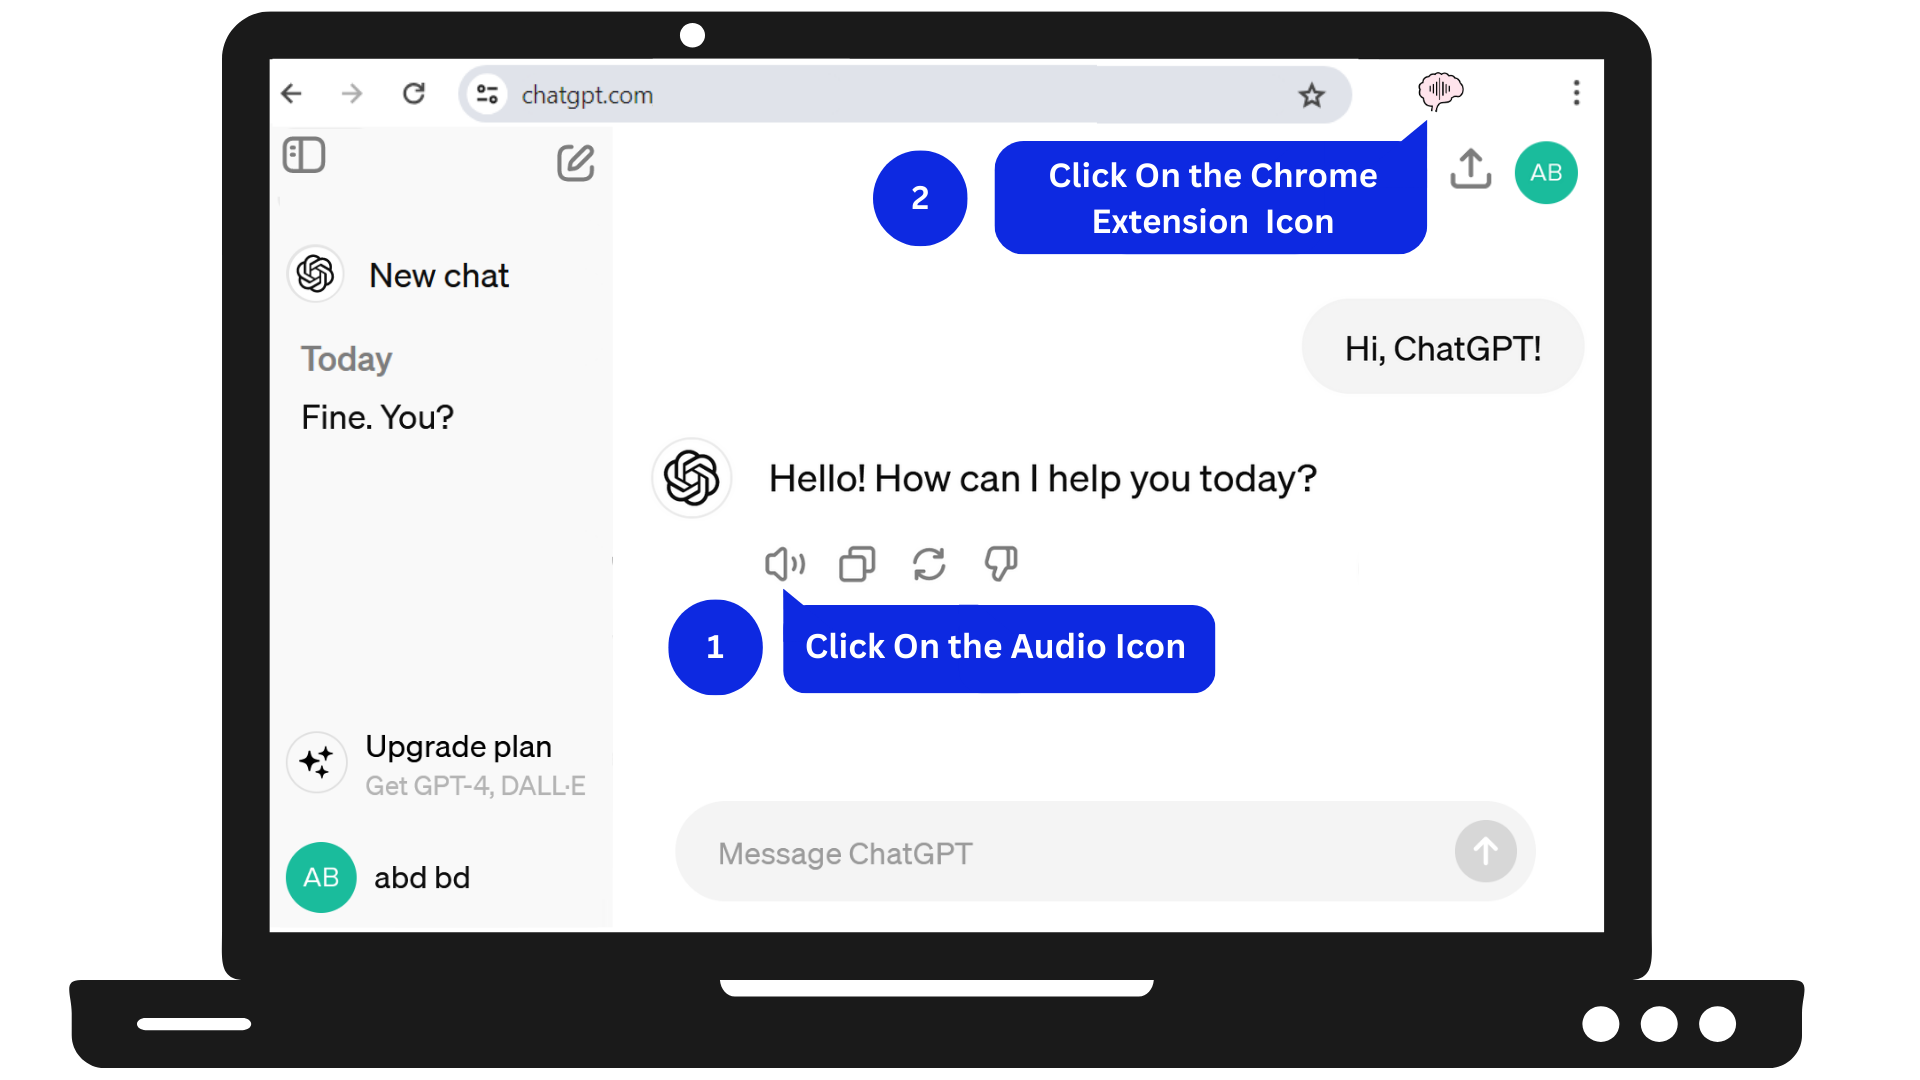 chatgpt.com
2
Click On the Chrome
Extension Icon
AB
New chat
Hi, ChatGPT!
Today
Fine. You?
Hello! How can I help you today?
1
Click On the Audio Icon
Upgrade plan
Get GPT-4, DALL·E
Message ChatGPT
AB
abd bd